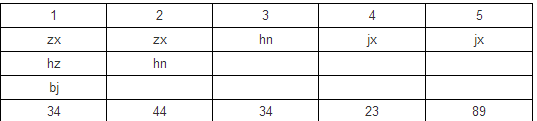 1 2 3 4 5
zx zx hn jx jx
hz hn
bj
34 44 34 23 89